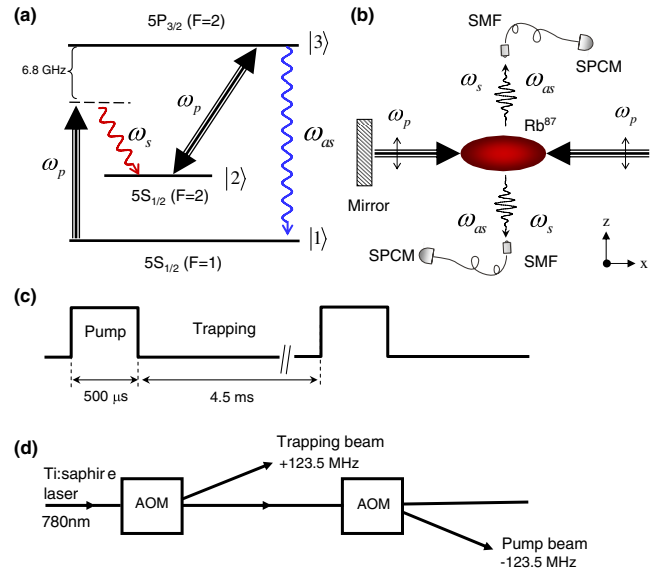 (a)
5P3/2 (F=2)
|3⟩
6.8 GHz
ωp
ωs
ωp
ωas
|2⟩
5S1/2 (F=2)
|1⟩
5S1/2 (F=1)
(b)
SMF
SPCM
ωs
ωas
Rb87
ωp
ωp
Mirror
ωas
ωs
SPCM
SMF
z
x
(c)
Pump
Trapping
500 μs
4.5 ms
(d)
Trapping beam
+123.5 MHz
Ti:saphire
laser
780nm
AOM
AOM
Pump beam
-123.5 MHz